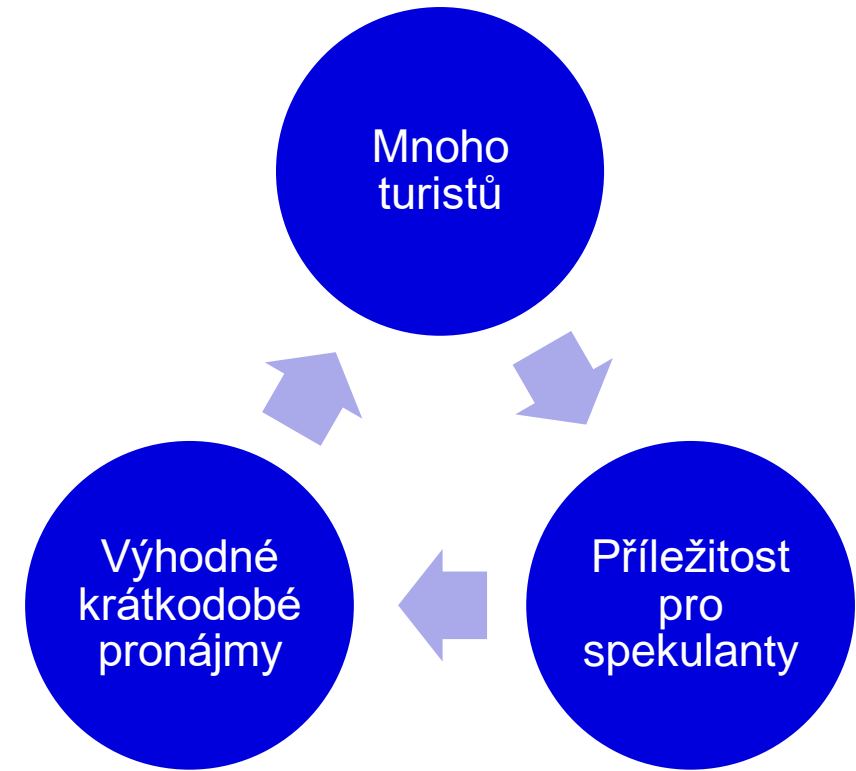 Mnoho
turistů
Výhodné
krátkodobé
pronájmy
Příležitost
pro
spekulanty